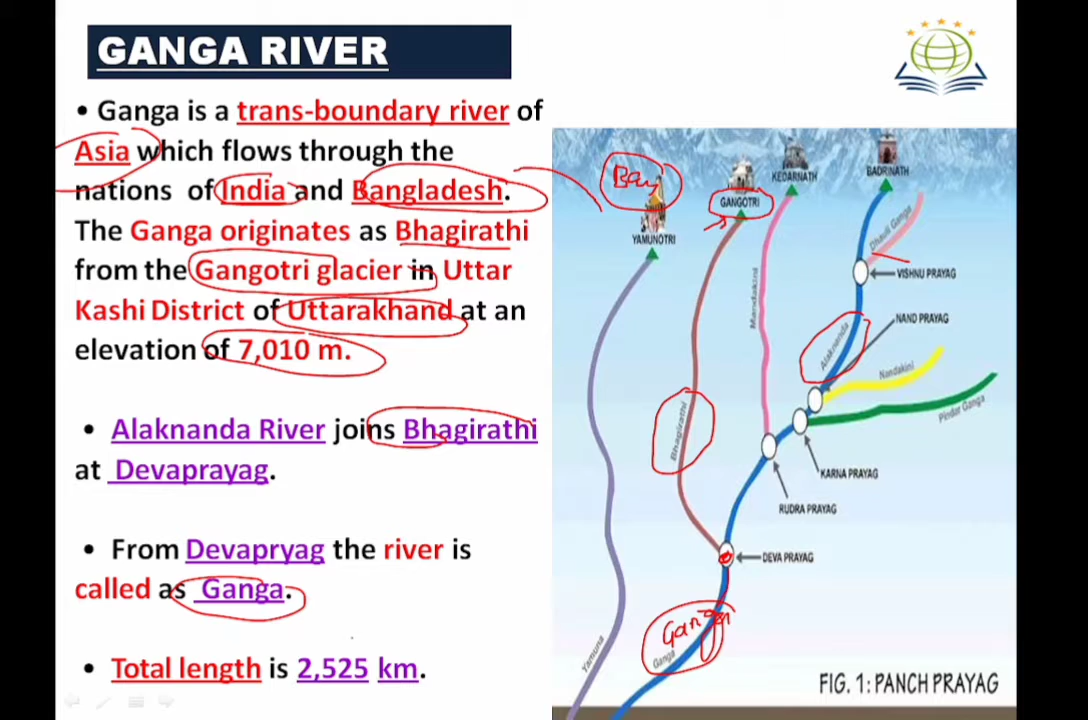 GANGA RIVER
• Ganga is a trans-boundary river of
Asia which flows through the
nations of India and Bangladesh.
The Ganga originates as Bhagirathi
from the Gangotri glacier in Uttar
Kashi District of Uttarakhand at an
elevation of 7,010 m.
• Alaknanda River joins Bhagirathi
at Devaprayag.
• From Devapryag the river is
called as Ganga.
• Total length is 2,525 km.
Bay
YAMUNOTRI
GANGOTRI
KEDARNATH
BADRINATH
Dhauli Ganga
VISHNU PRAYAG
NAND PRAYAG
Mandakini
Alaknanda
Nandakini
Pindar Ganga
Bhagirathi
KARNA PRAYAG
RUDRA PRAYAG
DEVA PRAYAG
Ganga
Ganga
Yamuna
FIG. 1: PANCH PRAYAG